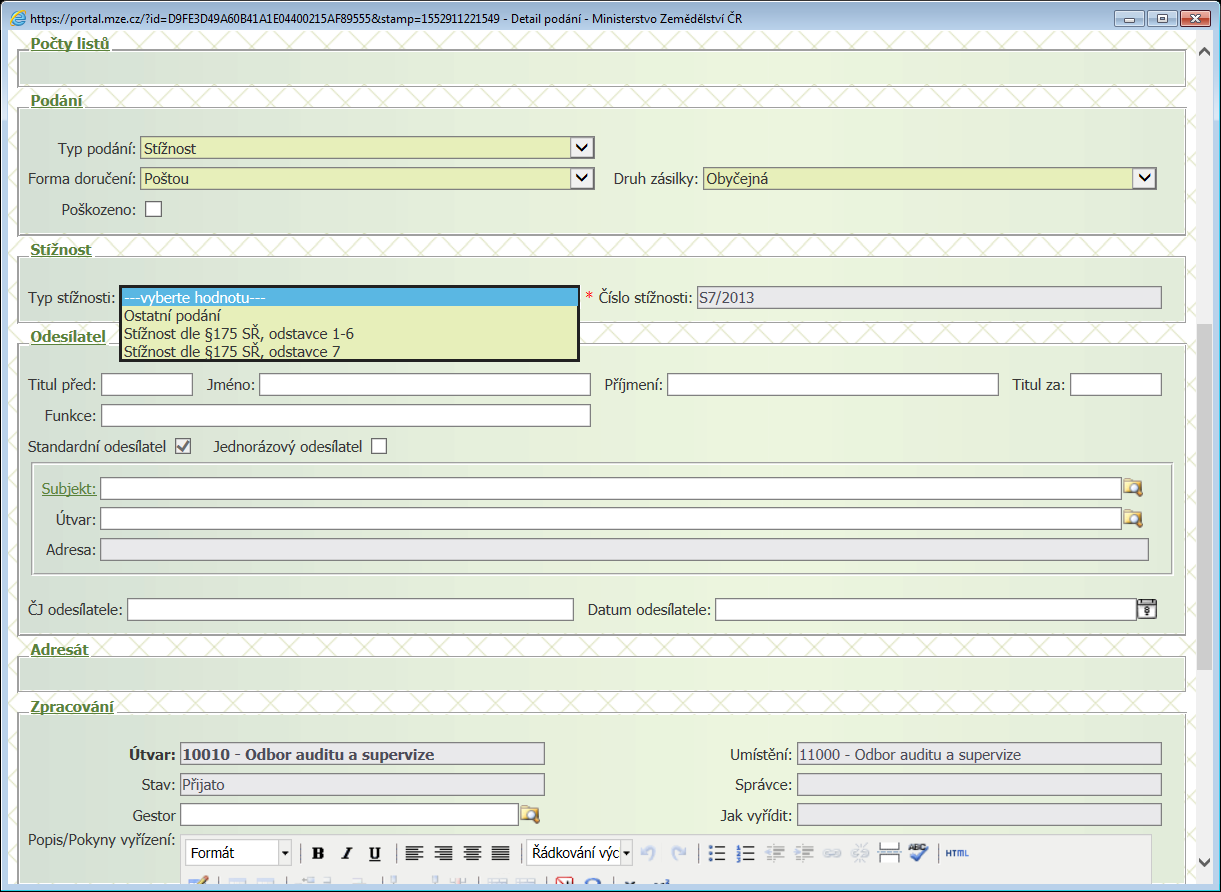 https://portal.mze.cz/?id=D9FE3D49A60B41A1E04400215AF89555&stamp=1552911221549 - Detail podání - Ministerstvo Zemědělství ČR
Počty listů
Podání
Typ podání: Stížnost
Forma doručení: Poštou Druh zásilky: Obyčejná
Poškozeno:
Stížnost
Typ stížnosti: ---vyberte hodnotu--- * Číslo stížnosti: S7/2013
Ostatní podání
Stížnost dle §175 SŘ, odstavce 1-6
Stížnost dle §175 SŘ, odstavce 7
Odesílatel
Titul před: Jméno: Příjmení: Titul za:
Funkce:
Standardní odesílatel Jednorázový odesílatel
Subjekt:
Útvar:
Adresa:
ČJ odesílatele: Datum odesílatele:
Adresát
Zpracování
Útvar: 10010 - Odbor auditu a supervize Umístění: 11000 - Odbor auditu a supervize
Stav: Přijato Správce:
Gestor Jak vyřídit:
Popis/Pokyny vyřízení:
Formát B I U Řádkování výc ABC HTML